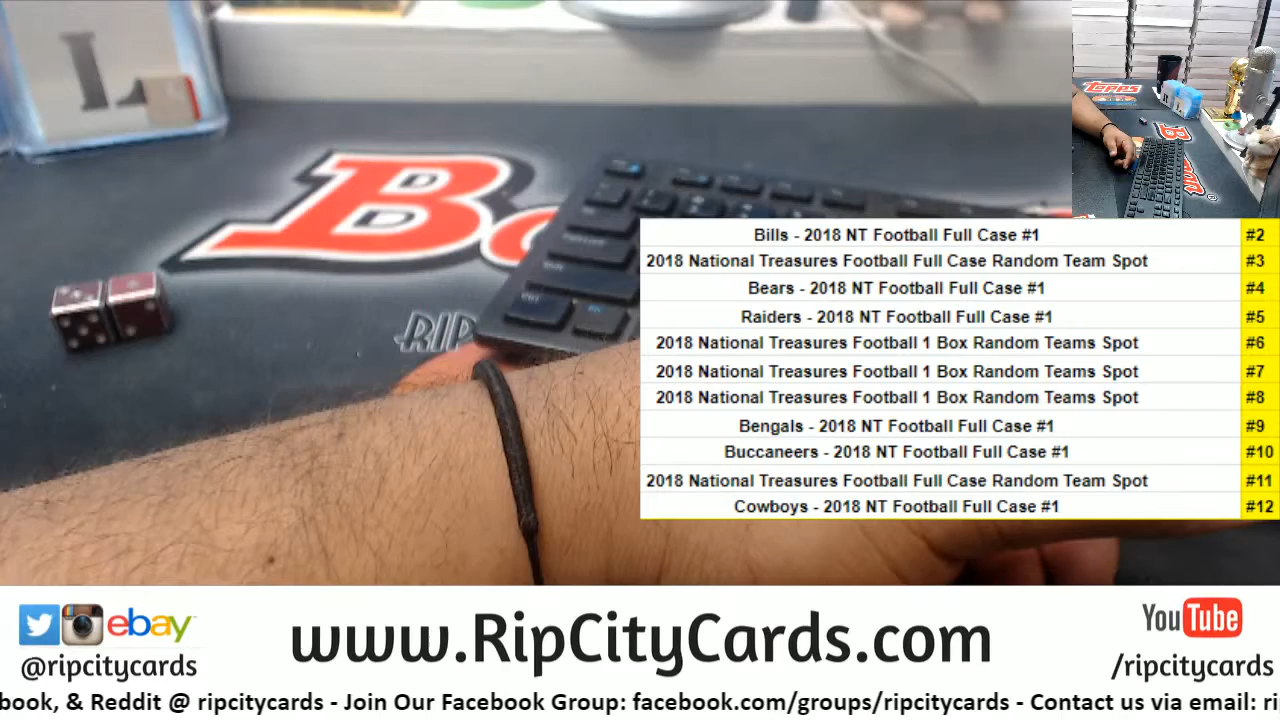 L
Bo
RIP
TOPPS
B
Bills - 2018 NT Football Full Case #1 #2
2018 National Treasures Football Full Case Random Team Spot #3
Bears - 2018 NT Football Full Case #1 #4
Raiders - 2018 NT Football Full Case #1 #5
2018 National Treasures Football 1 Box Random Teams Spot #6
2018 National Treasures Football 1 Box Random Teams Spot #7
2018 National Treasures Football 1 Box Random Teams Spot #8
Bengals - 2018 NT Football Full Case #1 #9
Buccaneers - 2018 NT Football Full Case #1 #10
2018 National Treasures Football Full Case Random Team Spot #11
Cowboys - 2018 NT Football Full Case #1 #12
ebay
@ripcitycards
www.RipCityCards.com
YouTube
/ripcitycards
book, & Reddit @ ripcitycards - Join Our Facebook Group: facebook.com/groups/ripcitycards - Contact us via email: ri